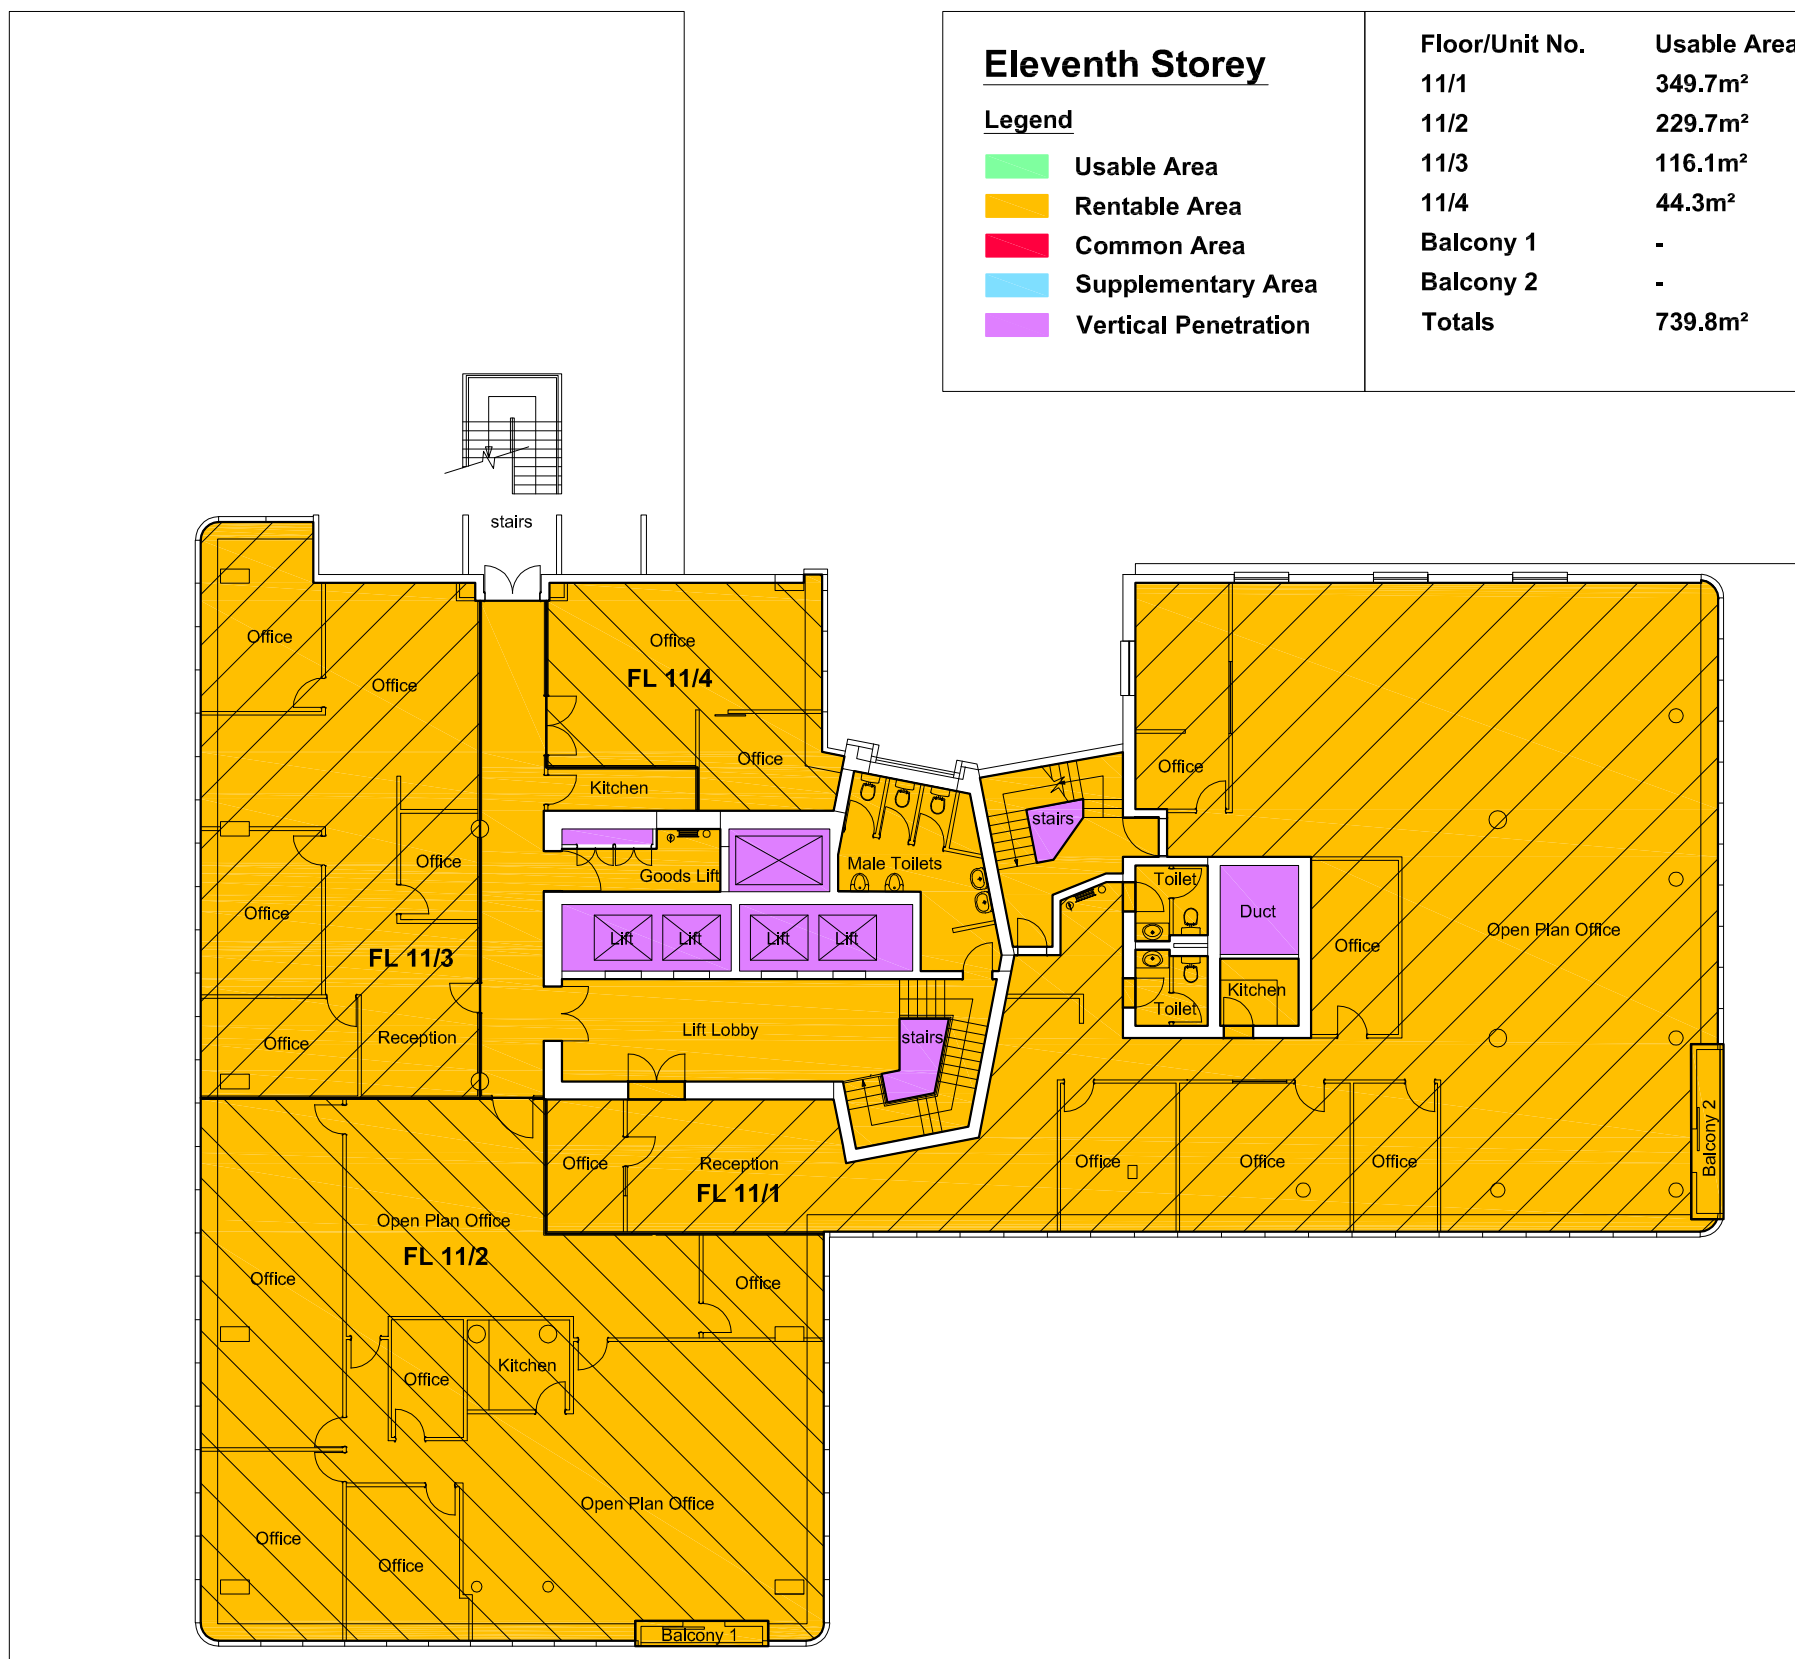 Eleventh Storey
Legend
Usable Area
Rentable Area
Common Area
Supplementary Area
Vertical Penetration
Floor/Unit No. Usable Area
11/1 349.7m²
11/2 229.7m²
11/3 116.1m²
11/4 44.3m²
Balcony 1 -
Balcony 2 -
Totals 739.8m²
stairs
Office
Office
Office
FL 11/4
Office
Kitchen
Office
stairs
Office
Goods Lift
Male Toilets
Toilet
Office
Duct
Office
Lift
Lift
Lift
Lift
Open Plan Office
Office
FL 11/3
Kitchen
Toilet
Office
Reception
Lift Lobby
stairs
Balcony 2
Office
Reception
FL 11/1
Office
Office
Office
Open Plan Office
FL 11/2
Office
Office
Kitchen
Office
Open Plan Office
Office
Office
Balcony 1